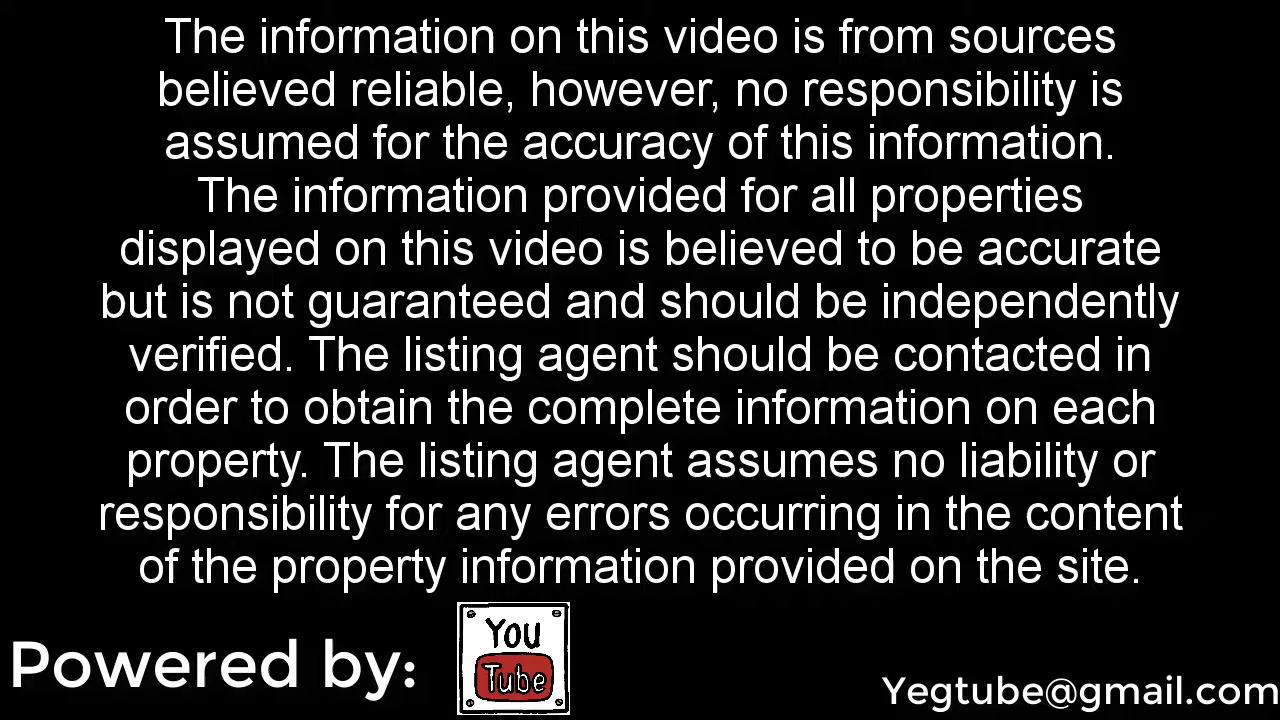 The information on this video is from sources
believed reliable, however, no responsibility is
assumed for the accuracy of this information.
The information provided for all properties
displayed on this video is believed to be accurate
but is not guaranteed and should be independently
verified. The listing agent should be contacted in
order to obtain the complete information on each
property. The listing agent assumes no liability or
responsibility for any errors occurring in the content
of the property information provided on the site.
Powered by:
You
Tube
Yegtube@gmail.com